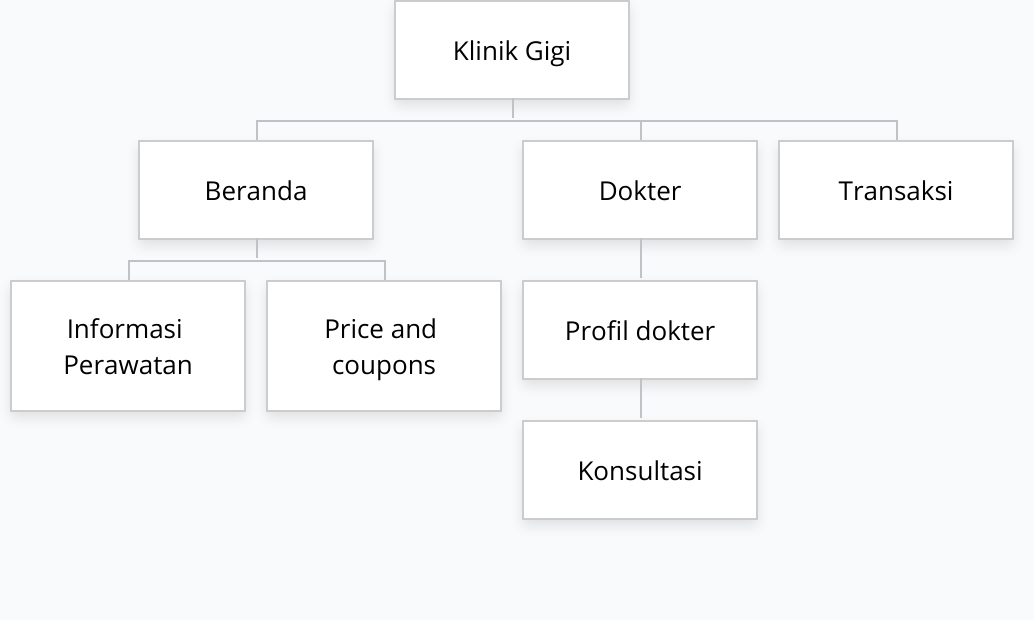 Klinik Gigi
Beranda
Dokter
Transaksi
Informasi
Perawatan
Price and
coupons
Profil dokter
Konsultasi